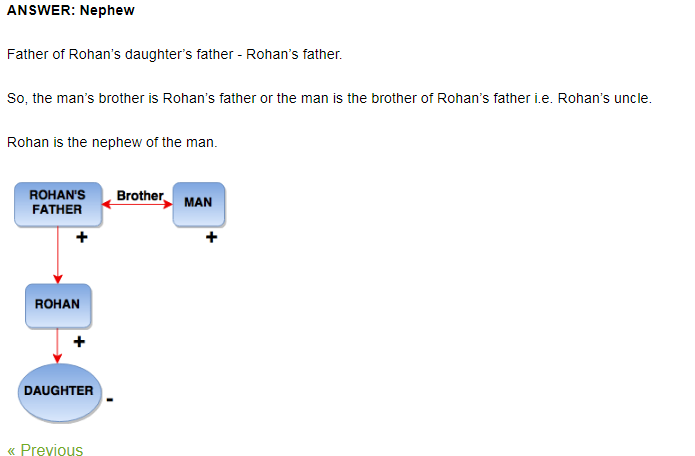 ANSWER: Nephew
Father of Rohan's daughter's father - Rohan's father.
So, the man's brother is Rohan's father or the man is the brother of Rohan's father i.e. Rohan's uncle.
Rohan is the nephew of the man.
ROHAN'S
FATHER
Brother
MAN
+
+
ROHAN
+
DAUGHTER
-
« Previous